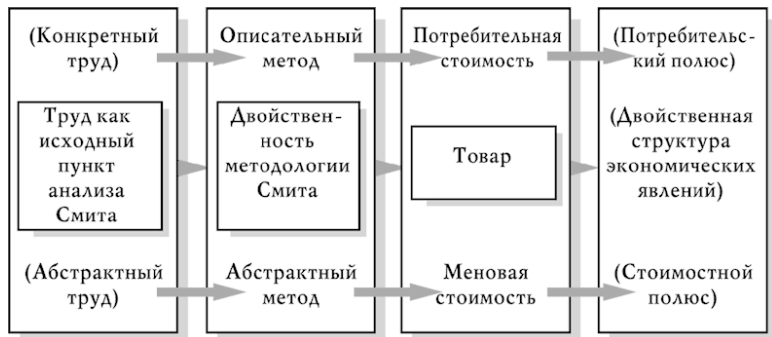 (Конкретный
труд)
Труд как
исходный
пункт
анализа
Смита
(Абстрактный
труд)
Описательный
метод
Двойствен-
ность
методологии
Смита
Абстрактный
метод
Потребительная
стоимость
Товар
Меновая
стоимость
(Потребительс-
кий полюс)
(Двойственная
структура
экономических
явлений)
(Стоимостной
полюс)